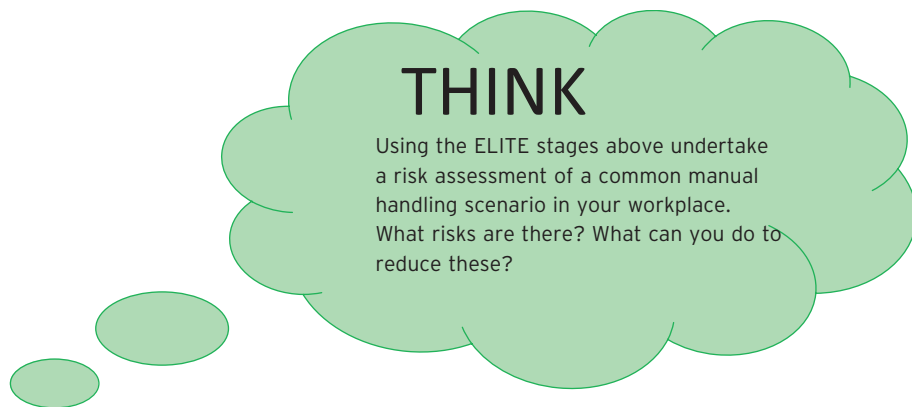 THINK
Using the ELITE stages above undertake
a risk assessment of a common manual
handling scenario in your workplace.
What risks are there? What can you do to
reduce these?